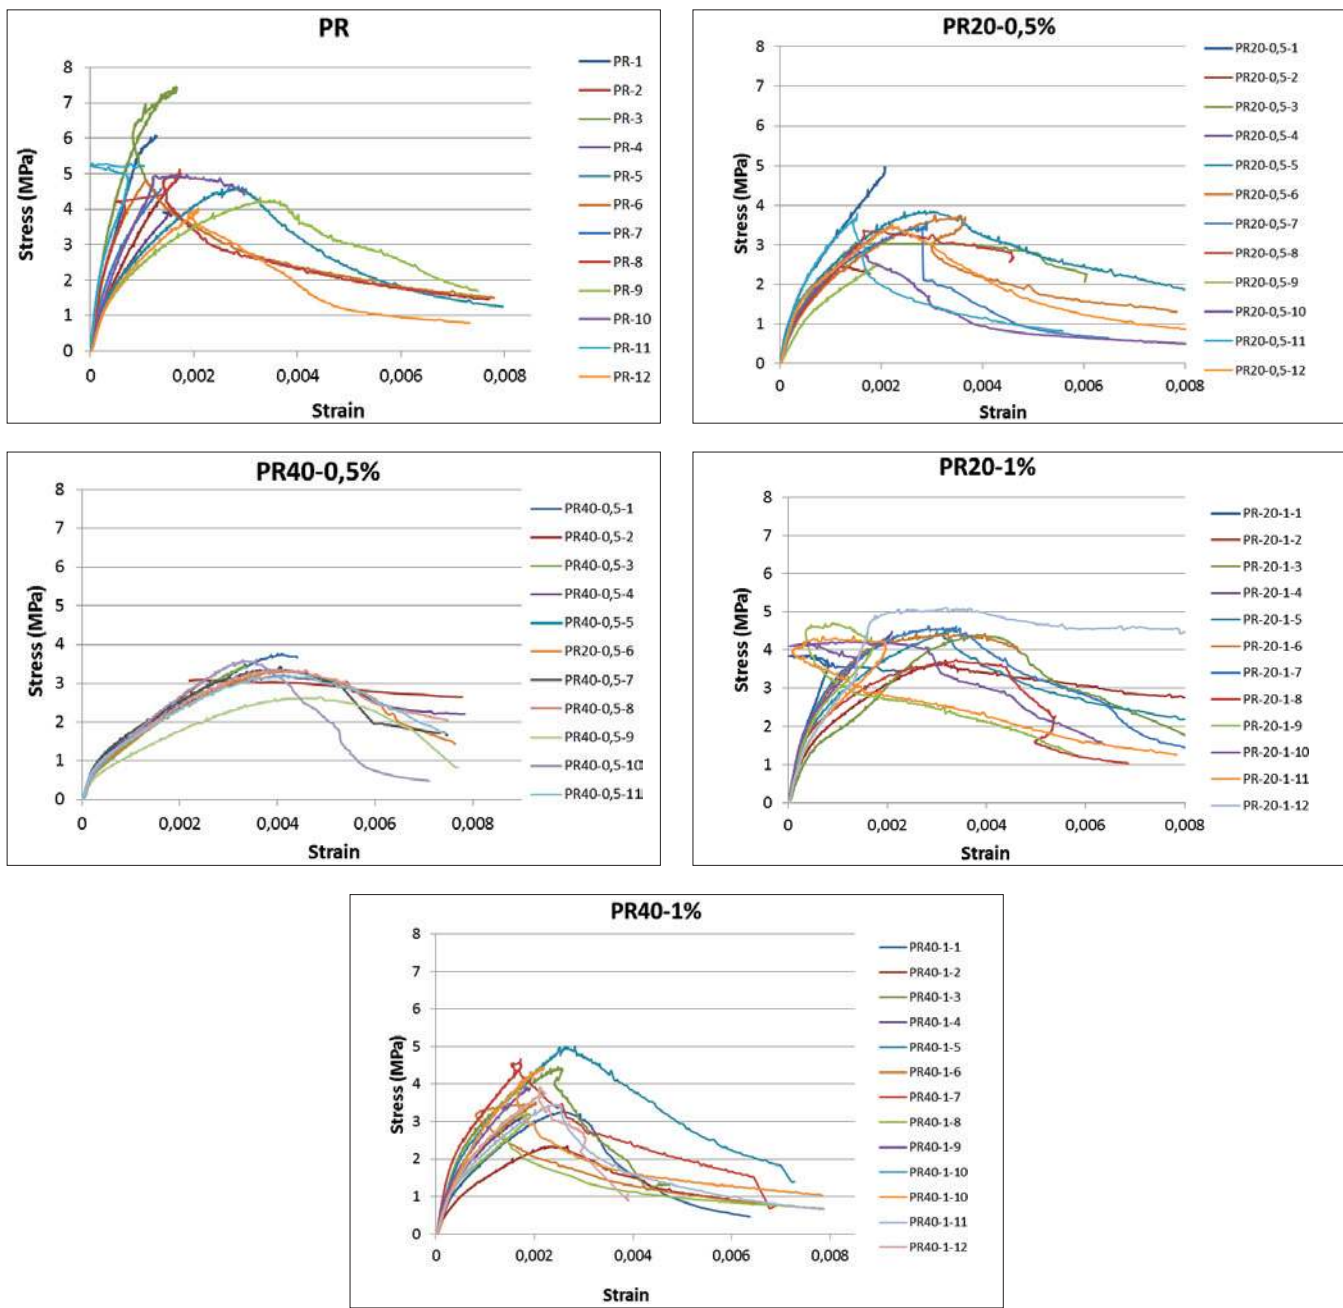 PR
Stress (MPa)
8
7
6
5
4
3
2
1
0
0 0,002 0,004 0,006 0,008
Strain
PR-1
PR-2
PR-3
PR-4
PR-5
PR-6
PR-7
PR-8
PR-9
PR-10
PR-11
PR-12
PR20-0,5%
Stress (MPa)
8
7
6
5
4
3
2
1
0
0 0,002 0,004 0,006 0,008
Strain
PR20-0,5-1
PR20-0,5-2
PR20-0,5-3
PR20-0,5-4
PR20-0,5-5
PR20-0,5-6
PR20-0,5-7
PR20-0,5-8
PR20-0,5-9
PR20-0,5-10
PR20-0,5-11
PR20-0,5-12
PR40-0,5%
Stress (MPa)
8
7
6
5
4
3
2
1
0
0 0,002 0,004 0,006 0,008
Strain
PR40-0,5-1
PR40-0,5-2
PR40-0,5-3
PR40-0,5-4
PR40-0,5-5
PR20-0,5-6
PR40-0,5-7
PR40-0,5-8
PR40-0,5-9
PR40-0,5-10
PR40-0,5-11
PR20-1%
Stress (MPa)
8
7
6
5
4
3
2
1
0
0 0,002 0,004 0,006 0,008
Strain
PR-20-1-1
PR-20-1-2
PR-20-1-3
PR-20-1-4
PR-20-1-5
PR-20-1-6
PR-20-1-7
PR-20-1-8
PR-20-1-9
PR-20-1-10
PR-20-1-11
PR-20-1-12
PR40-1%
Stress (MPa)
8
7
6
5
4
3
2
1
0
0 0,002 0,004 0,006 0,008
Strain
PR40-1-1
PR40-1-2
PR40-1-3
PR40-1-4
PR40-1-5
PR40-1-6
PR40-1-7
PR40-1-8
PR40-1-9
PR40-1-10
PR40-1-10
PR40-1-11
PR40-1-12